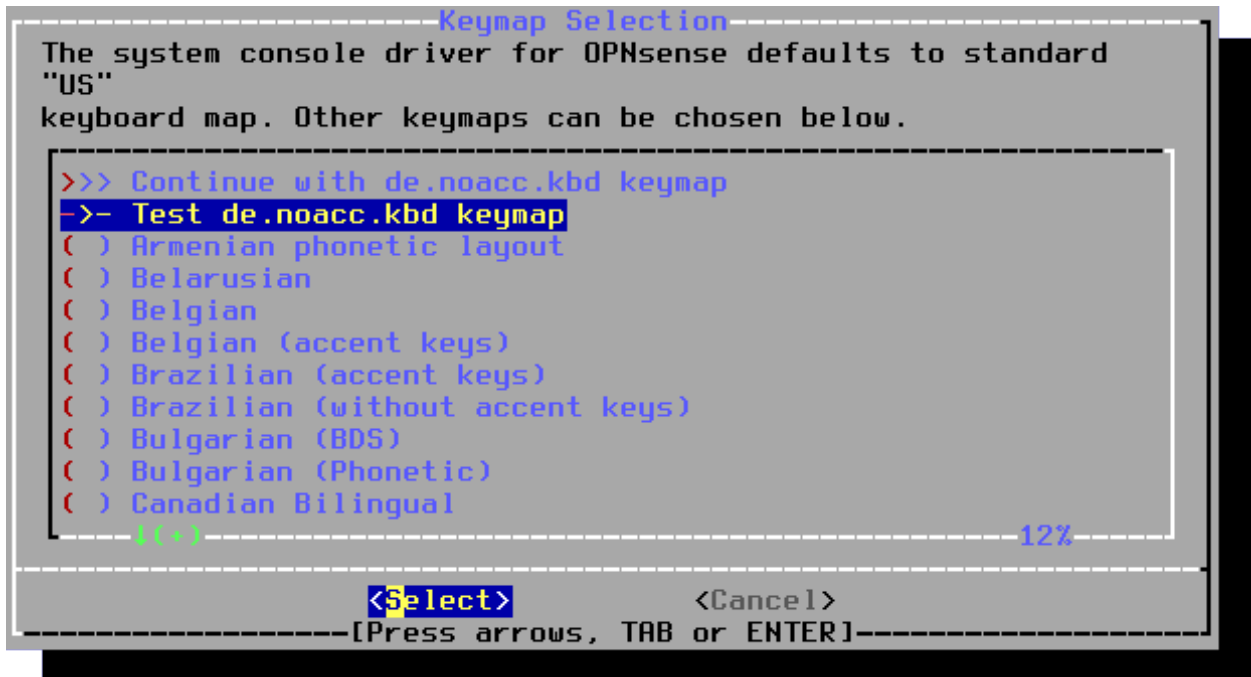 Keymap Selection
The system console driver for OPNsense defaults to standard
"US"
keyboard map. Other keymaps can be chosen below.
>>> Continue with de.noacc.kbd keymap
->- Test de.noacc.kbd keymap
( ) Armenian phonetic layout
( ) Belarusian
( ) Belgian
( ) Belgian (accent keys)
( ) Brazilian (accent keys)
( ) Brazilian (without accent keys)
( ) Bulgarian (BDS)
( ) Bulgarian (Phonetic)
( ) Canadian Bilingual
↓(+) 12%
<Select> <Cancel>
[Press arrows, TAB or ENTER]